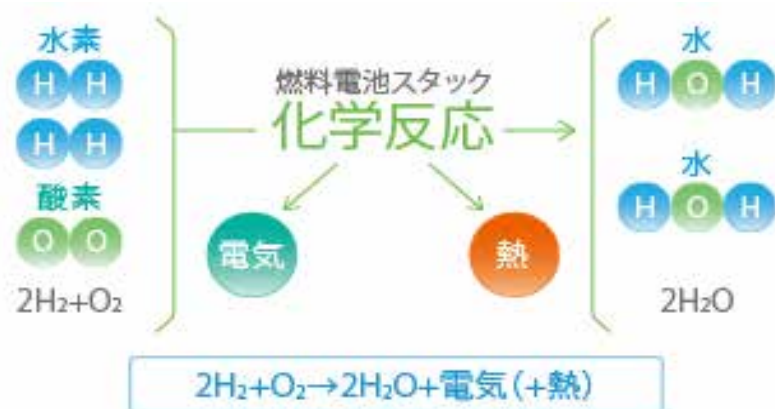 水素
H H
H H
酸素
O O
2H₂+O₂
燃料電池スタック
化学反応
電気
熱
水
H O H
水
H O H
2H₂O
2H₂+O₂→2H₂O+電気(+熱)